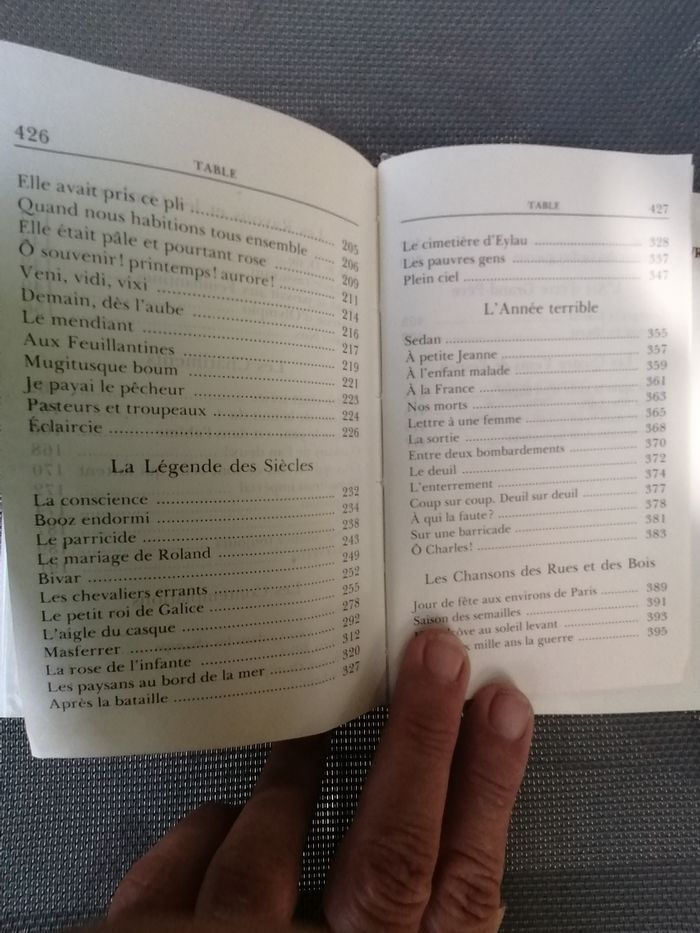 426
TABLE
Elle avait pris ce pli ........ 205
Quand nous habitions tous ensemble ........ 206
Elle était pâle et pourtant rose ........ 209
Ô souvenir! printemps! aurore! ........ 211
Veni, vidi, vixi ........ 214
Demain, dès l'aube ........ 216
Le mendiant ........ 217
Aux Feuillantines ........ 219
Mugitusque boum ........ 221
Je payai le pêcheur ........ 223
Pasteurs et troupeaux ........ 224
Éclaircie ........ 226
La Légende des Siècles
La conscience ........ 232
Booz endormi ........ 234
Le parricide ........ 238
Le mariage de Roland ........ 243
Bivar ........ 249
Les chevaliers errants ........ 252
Le petit roi de Galice ........ 255
L'aigle du casque ........ 278
Masferrer ........ 292
La rose de l'infante ........ 312
Les paysans au bord de la mer ........ 320
Après la bataille ........ 327
TABLE 427
Le cimetière d'Eylau ........ 328
Les pauvres gens ........ 337
Plein ciel ........ 347
L'Année terrible
Sedan ........ 355
À petite Jeanne ........ 357
À l'enfant malade ........ 359
À la France ........ 361
Nos morts ........ 363
Lettre à une femme ........ 365
La sortie ........ 368
Entre deux bombardements ........ 370
Le deuil ........ 372
L'enterrement ........ 374
Coup sur coup. Deuil sur deuil ........ 377
À qui la faute? ........ 378
Sur une barricade ........ 381
Ô Charles! ........ 383
Les Chansons des Rues et des Bois
Jour de fête aux environs de Paris ........ 389
Saison des semailles ........ 391
au soleil levant ........ 393
mille ans la guerre ........ 395